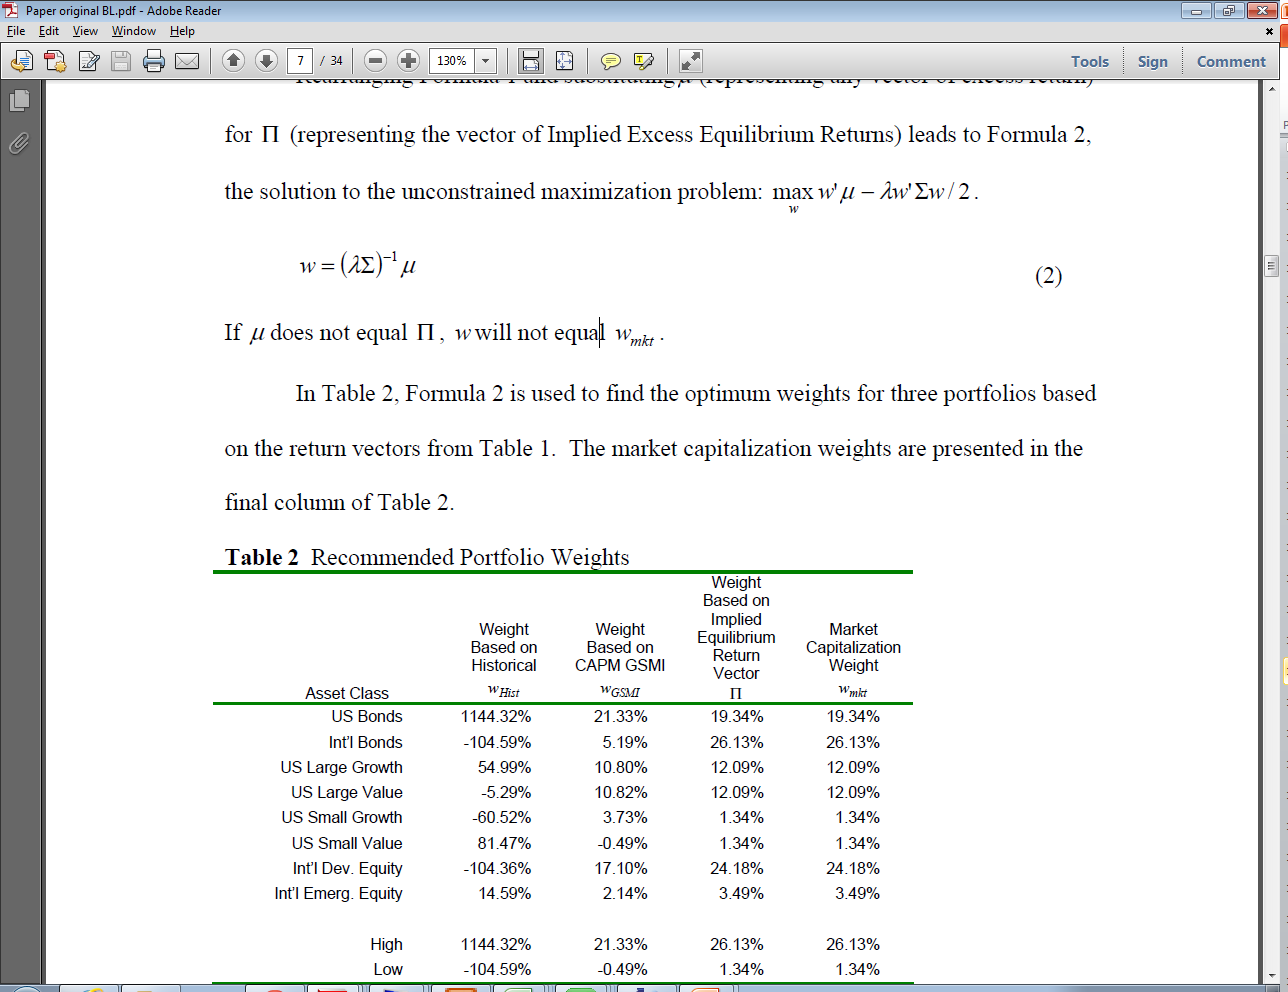 Paper original BL.pdf - Adobe Reader
File Edit View Window Help
7 / 34 130% Tools Sign Comment
Rearranging Formula 1 and substituting μ (representing any vector of excess return)
for Π (representing the vector of Implied Excess Equilibrium Returns) leads to Formula 2,
the solution to the unconstrained maximization problem: max w'μ − λw'Σw/2.
w
w = (λΣ)⁻¹ μ (2)
If μ does not equal Π, w will not equal w_mkt.
In Table 2, Formula 2 is used to find the optimum weights for three portfolios based
on the return vectors from Table 1. The market capitalization weights are presented in the
final column of Table 2.
Table 2 Recommended Portfolio Weights
Weight
Based on
Implied
Weight Weight Equilibrium Market
Based on Based on Return Capitalization
Historical CAPM GSMI Vector Weight
Asset Class w_Hist w_GSMI Π w_mkt
US Bonds 1144.32% 21.33% 19.34% 19.34%
Int'l Bonds -104.59% 5.19% 26.13% 26.13%
US Large Growth 54.99% 10.80% 12.09% 12.09%
US Large Value -5.29% 10.82% 12.09% 12.09%
US Small Growth -60.52% 3.73% 1.34% 1.34%
US Small Value 81.47% -0.49% 1.34% 1.34%
Int'l Dev. Equity -104.36% 17.10% 24.18% 24.18%
Int'l Emerg. Equity 14.59% 2.14% 3.49% 3.49%
High 1144.32% 21.33% 26.13% 26.13%
Low -104.59% -0.49% 1.34% 1.34%